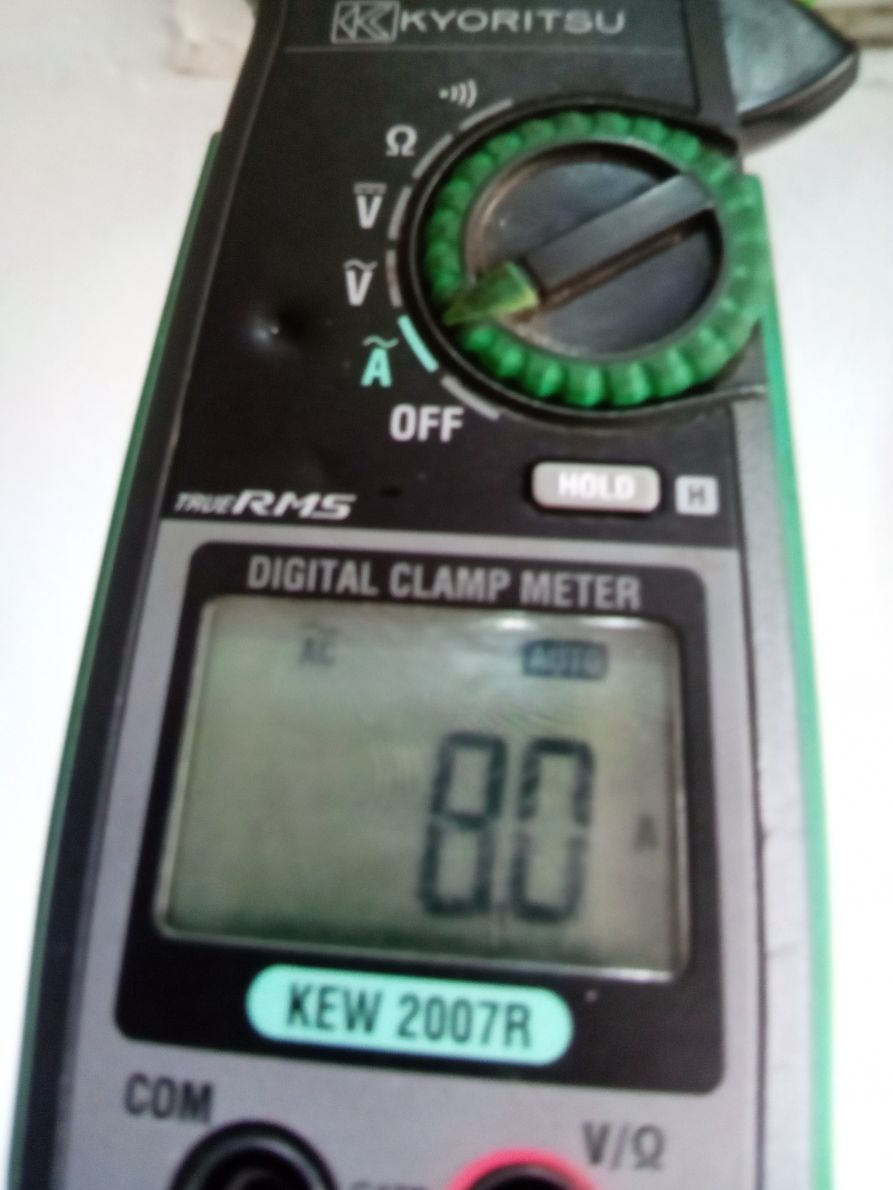 KYORITSU
Ω
V
V
A
OFF
HOLD H
TRUE RMS
DIGITAL CLAMP METER
AC AUTO
8.0 A
KEW 2007R
COM
V/Ω